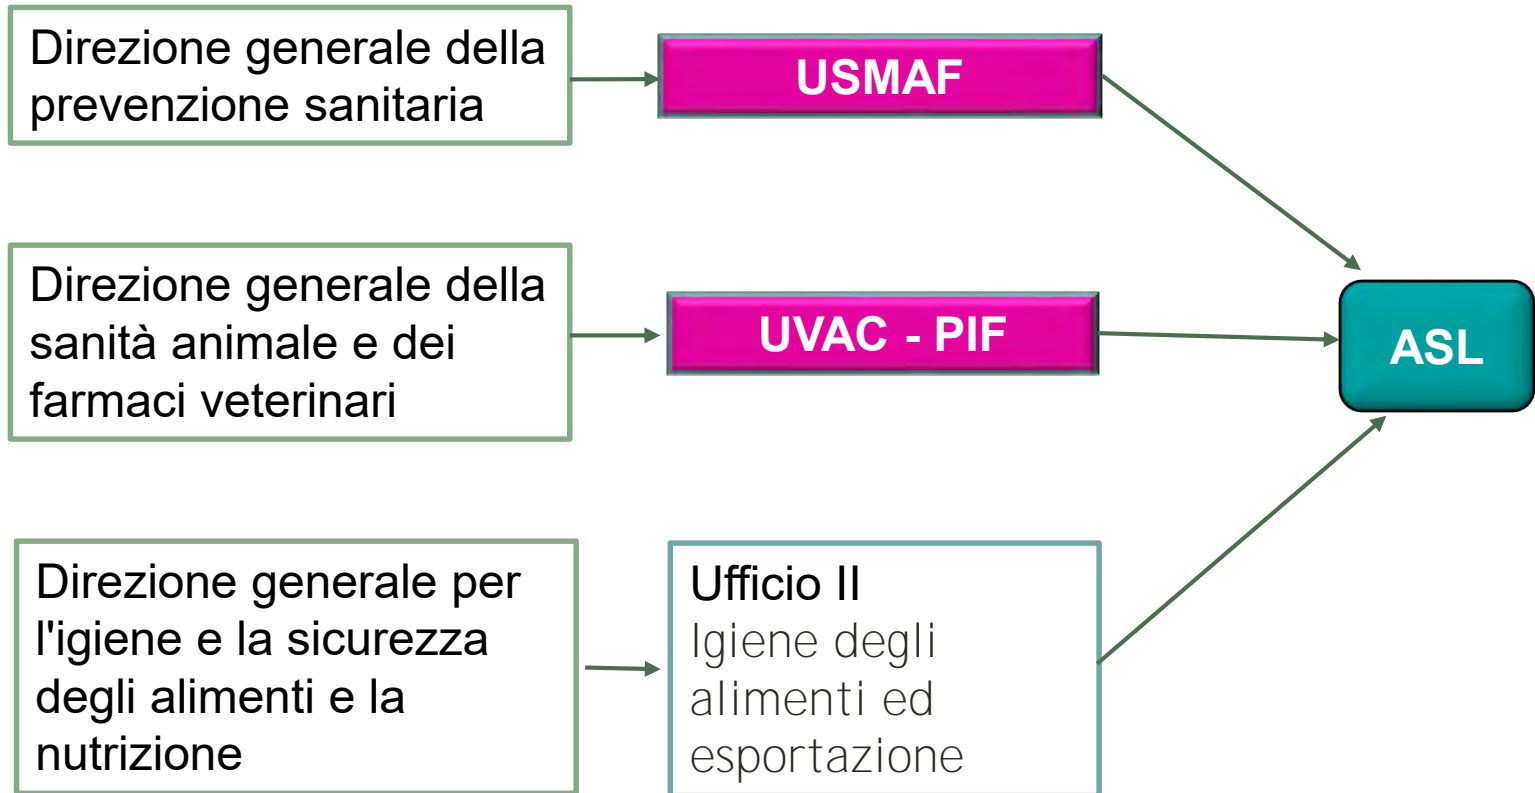 Direzione generale della
prevenzione sanitaria
USMAF
Direzione generale della
sanità animale e dei
farmaci veterinari
UVAC - PIF
ASL
Direzione generale per
l'igiene e la sicurezza
degli alimenti e la
nutrizione
Ufficio II
Igiene degli
alimenti ed
esportazione